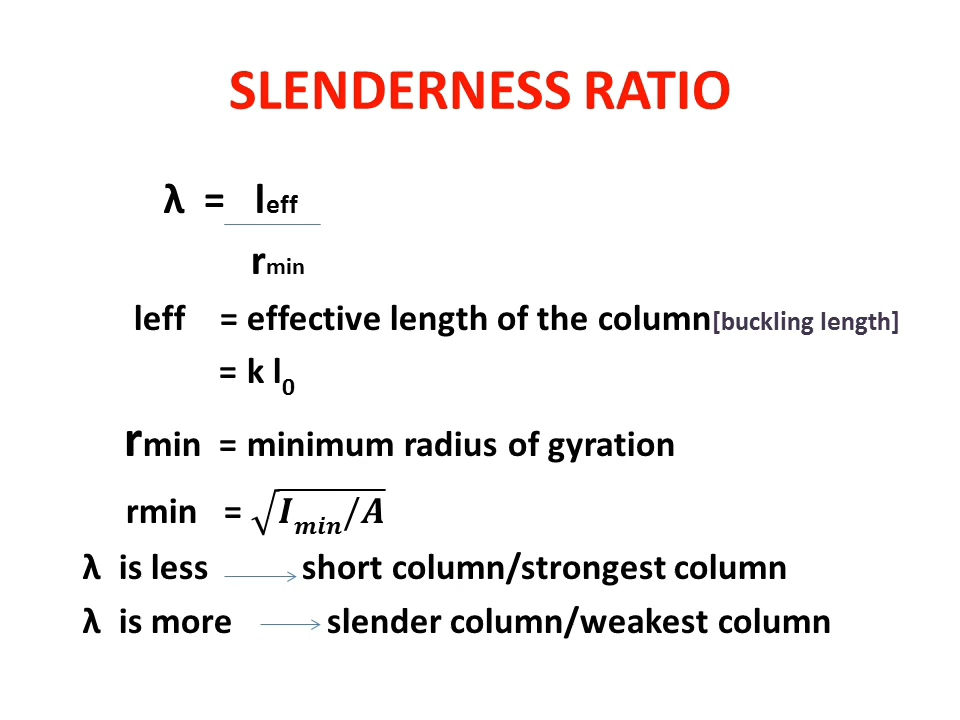 SLENDERNESS RATIO
λ = leff
rmin
leff = effective length of the column[buckling length]
= k l0
rmin = minimum radius of gyration
rmin = √Imin/A
λ is less → short column/strongest column
λ is more → slender column/weakest column